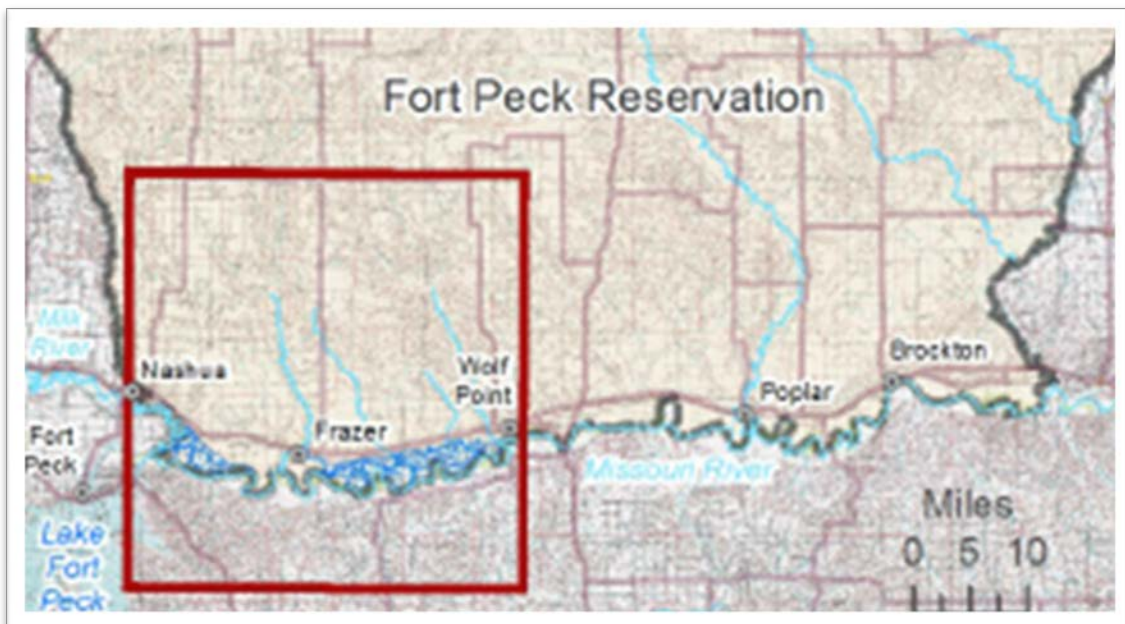 Fort Peck Reservation
Milk
River
Nashua
Wolf
Point
Brockton
Poplar
Fort
Peck
Frazer
Missouri River
Lake
Fort
Peck
Miles
0 5 10